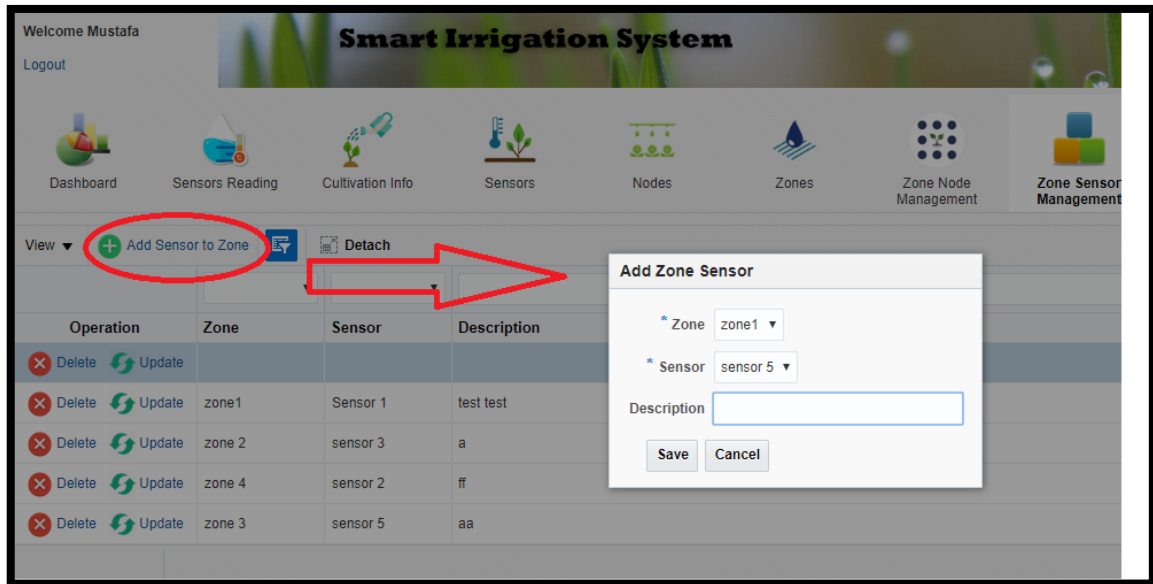 Welcome Mustafa
Logout
Smart Irrigation System
Dashboard
Sensors Reading
Cultivation Info
Sensors
Nodes
Zones
Zone Node
Management
Zone Sensor
Management
View
Add Sensor to Zone
Detach
Operation Zone Sensor Description
Delete Update
Delete Update zone1 Sensor 1 test test
Delete Update zone 2 sensor 3 a
Delete Update zone 4 sensor 2 ff
Delete Update zone 3 sensor 5 aa
Add Zone Sensor
* Zone zone1
* Sensor sensor 5
Description
Save Cancel